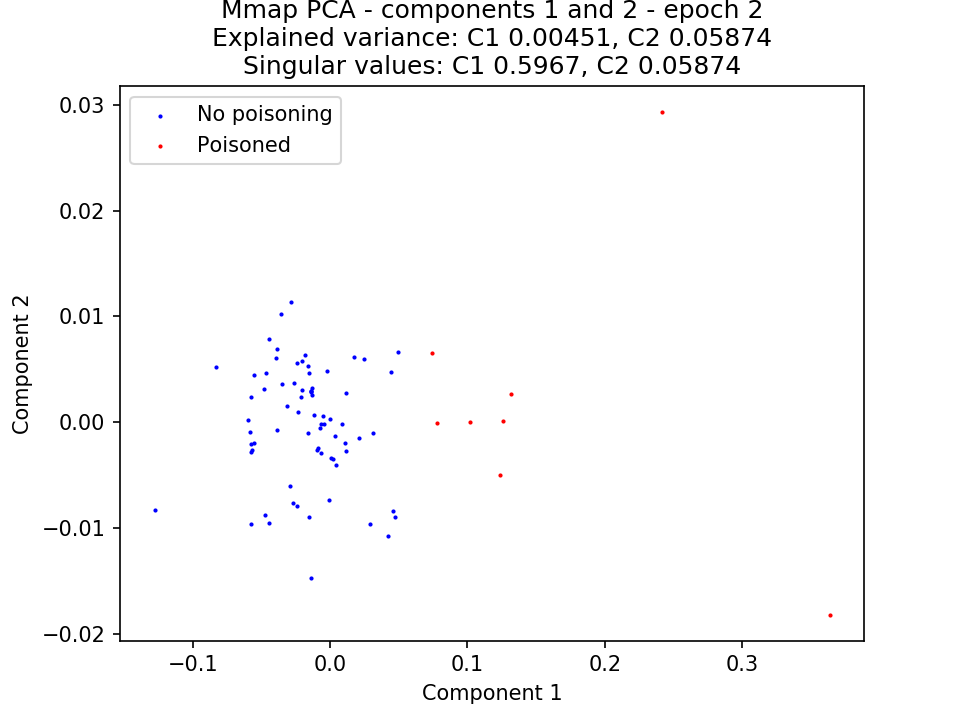 Mmap PCA - components 1 and 2 - epoch 2
Explained variance: C1 0.00451, C2 0.05874
Singular values: C1 0.5967, C2 0.05874
No poisoning
Poisoned
0.03
0.02
0.01
0.00
−0.01
−0.02
Component 2
−0.1
0.0
0.1
0.2
0.3
Component 1